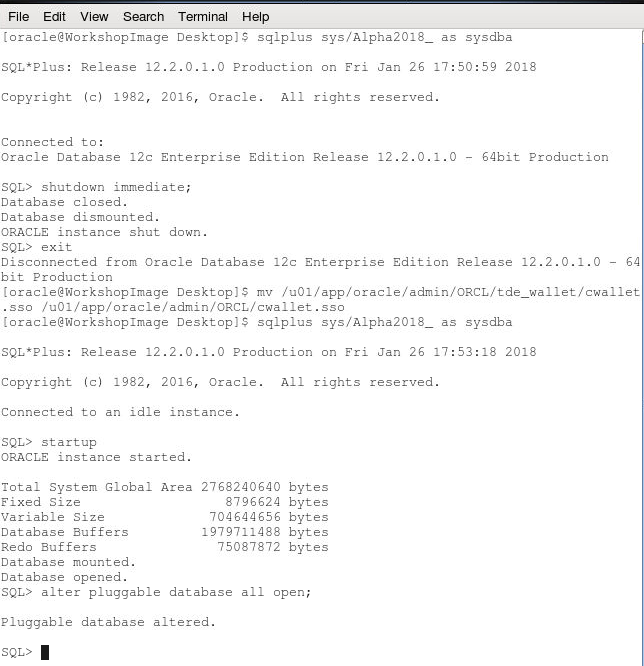 File Edit View Search Terminal Help
[oracle@WorkshopImage Desktop]$ sqlplus sys/Alpha2018_ as sysdba
SQL*Plus: Release 12.2.0.1.0 Production on Fri Jan 26 17:50:59 2018
Copyright (c) 1982, 2016, Oracle.  All rights reserved.
Connected to:
Oracle Database 12c Enterprise Edition Release 12.2.0.1.0 - 64bit Production
SQL> shutdown immediate;
Database closed.
Database dismounted.
ORACLE instance shut down.
SQL> exit
Disconnected from Oracle Database 12c Enterprise Edition Release 12.2.0.1.0 - 64
bit Production
[oracle@WorkshopImage Desktop]$ mv /u01/app/oracle/admin/ORCL/tde_wallet/cwallet
.sso /u01/app/oracle/admin/ORCL/cwallet.sso
[oracle@WorkshopImage Desktop]$ sqlplus sys/Alpha2018_ as sysdba
SQL*Plus: Release 12.2.0.1.0 Production on Fri Jan 26 17:53:18 2018
Copyright (c) 1982, 2016, Oracle.  All rights reserved.
Connected to an idle instance.
SQL> startup
ORACLE instance started.
Total System Global Area 2768240640 bytes
Fixed Size                  8796624 bytes
Variable Size             704644656 bytes
Database Buffers         1979711488 bytes
Redo Buffers               75087872 bytes
Database mounted.
Database opened.
SQL> alter pluggable database all open;
Pluggable database altered.
SQL>